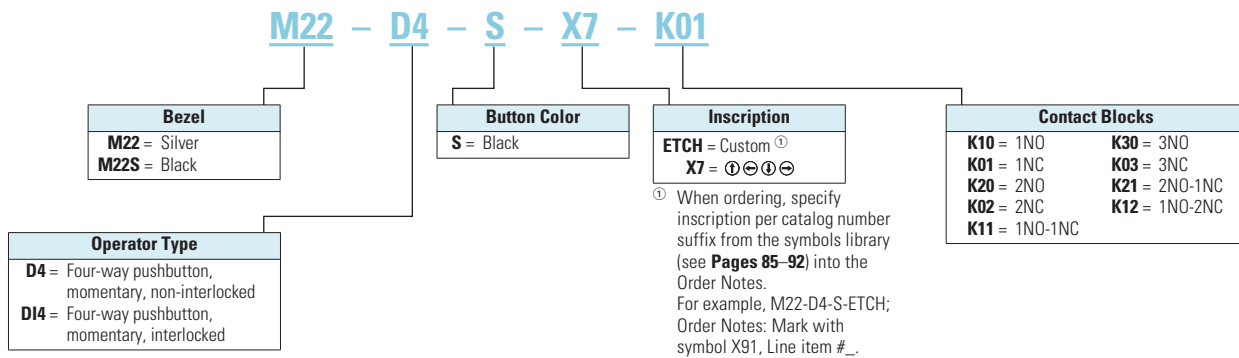 M22 – D4 – S – X7 – K01
Bezel
M22 = Silver
M22S = Black
Operator Type
D4 = Four-way pushbutton,
momentary, non-interlocked
DI4 = Four-way pushbutton,
momentary, interlocked
Button Color
S = Black
Inscription
ETCH = Custom ①
X7 = ⬆⬅⬇➡
① When ordering, specify
inscription per catalog number
suffix from the symbols library
(see Pages 85–92) into the
Order Notes.
For example, M22-D4-S-ETCH;
Order Notes: Mark with
symbol X91, Line item #_.
Contact Blocks
K10 = 1NO K30 = 3NO
K01 = 1NC K03 = 3NC
K20 = 2NO K21 = 2NO-1NC
K02 = 2NC K12 = 1NO-2NC
K11 = 1NO-1NC